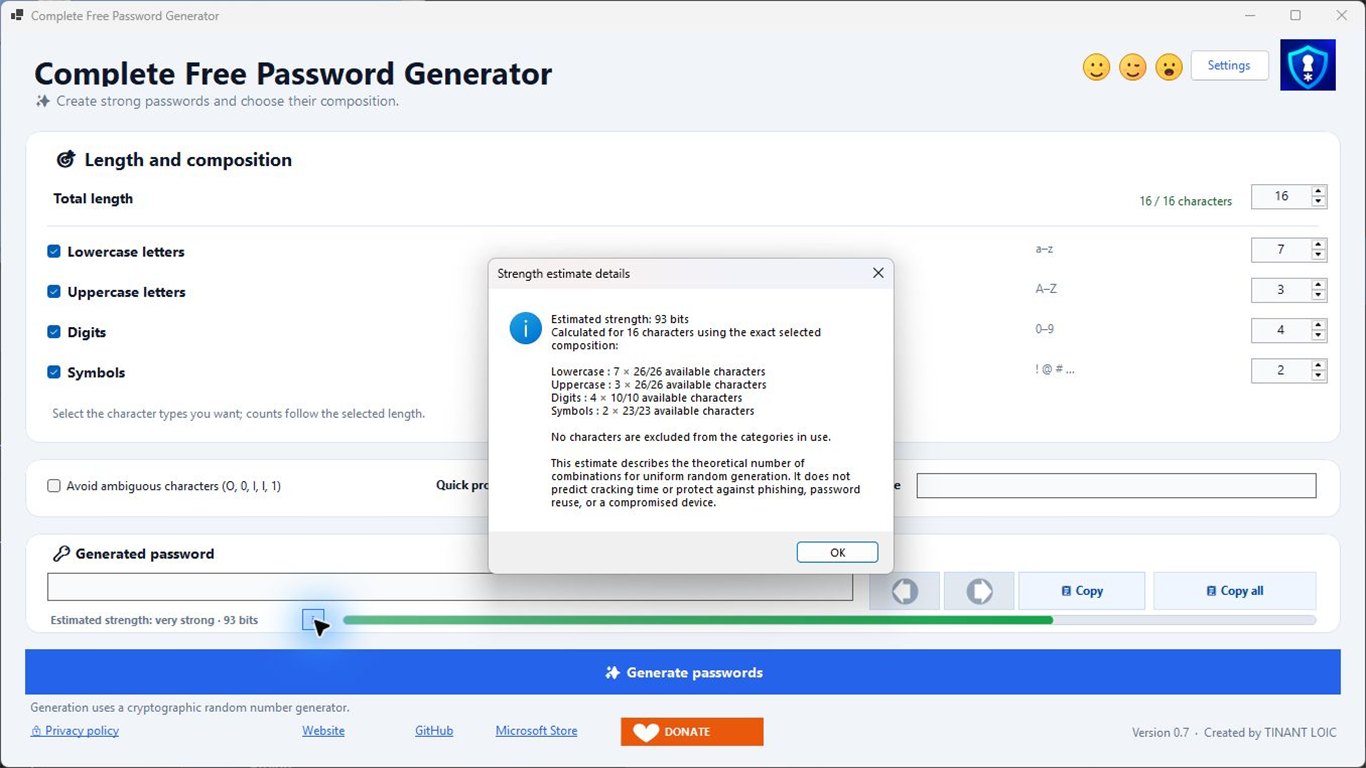 Complete Free Password Generator
Complete Free Password Generator
Settings
Create strong passwords and choose their composition.
Length and composition
Total length
16 / 16 characters
16
Lowercase letters
a–z
7
Uppercase letters
A–Z
3
Digits
0–9
4
Symbols
! @ # ...
2
Select the character types you want; counts follow the selected length.
Strength estimate details
Estimated strength: 93 bits
Calculated for 16 characters using the exact selected
composition:
Lowercase : 7 × 26/26 available characters
Uppercase : 3 × 26/26 available characters
Digits : 4 × 10/10 available characters
Symbols : 2 × 23/23 available characters
No characters are excluded from the categories in use.
This estimate describes the theoretical number of
combinations for uniform random generation. It does not
predict cracking time or protect against phishing, password
reuse, or a compromised device.
OK
Avoid ambiguous characters (O, 0, I, l, 1)
Quick
Generated password
Copy
Copy all
Estimated strength: very strong · 93 bits
Generate passwords
Generation uses a cryptographic random number generator.
Privacy policy
Website
GitHub
Microsoft Store
DONATE
Version 0.7 · Created by TINANT LOIC